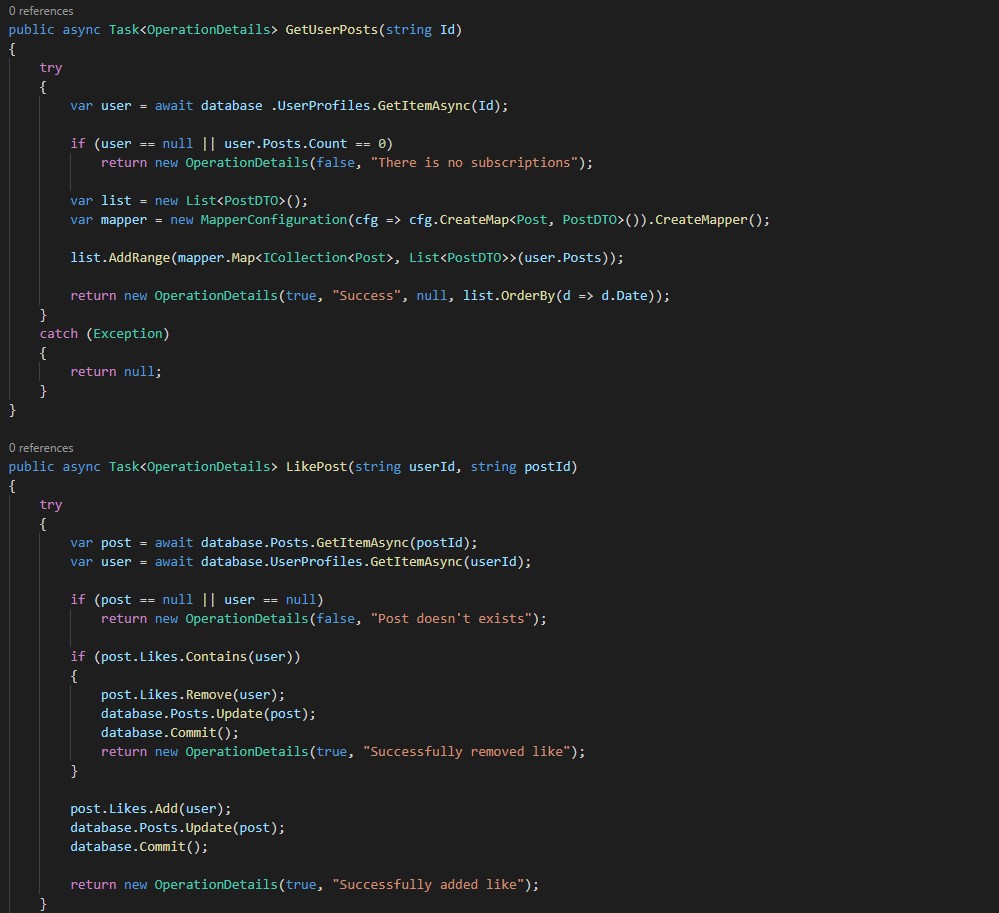 0 references
public async Task<OperationDetails> GetUserPosts(string Id)
{
    try
    {
        var user = await database .UserProfiles.GetItemAsync(Id);

        if (user == null || user.Posts.Count == 0)
            return new OperationDetails(false, "There is no subscriptions");

        var list = new List<PostDTO>();
        var mapper = new MapperConfiguration(cfg => cfg.CreateMap<Post, PostDTO>()).CreateMapper();

        list.AddRange(mapper.Map<ICollection<Post>, List<PostDTO>>(user.Posts));

        return new OperationDetails(true, "Success", null, list.OrderBy(d => d.Date));
    }
    catch (Exception)
    {
        return null;
    }
}

0 references
public async Task<OperationDetails> LikePost(string userId, string postId)
{
    try
    {
        var post = await database.Posts.GetItemAsync(postId);
        var user = await database.UserProfiles.GetItemAsync(userId);

        if (post == null || user == null)
            return new OperationDetails(false, "Post doesn't exists");

        if (post.Likes.Contains(user))
        {
            post.Likes.Remove(user);
            database.Posts.Update(post);
            database.Commit();
            return new OperationDetails(true, "Successfully removed like");
        }

        post.Likes.Add(user);
        database.Posts.Update(post);
        database.Commit();

        return new OperationDetails(true, "Successfully added like");
    }